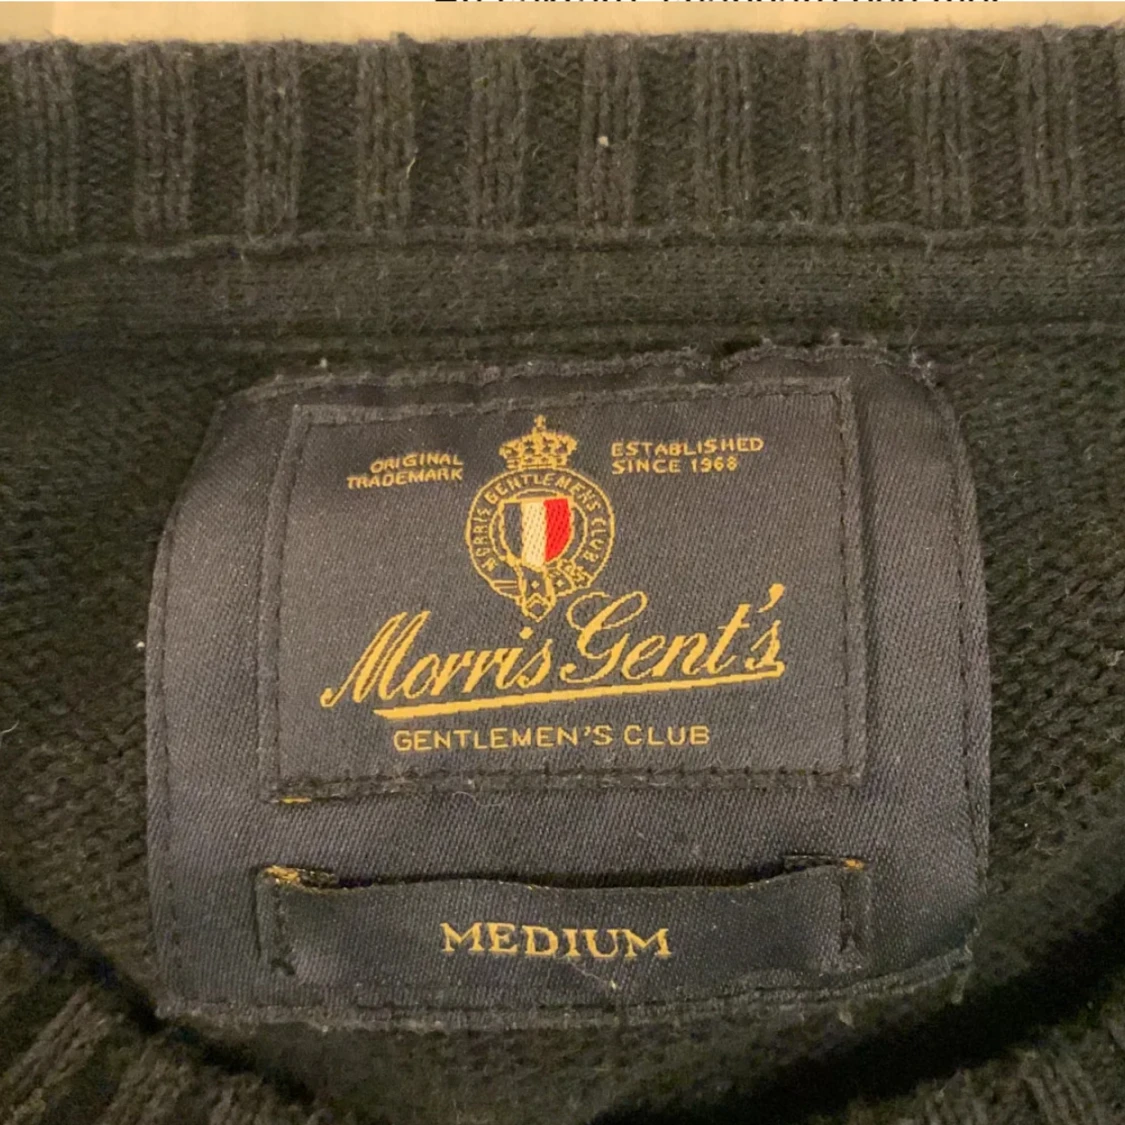 ORIGINAL
TRADEMARK
ESTABLISHED
SINCE 1968
MORRIS GENTLEMENS CLUB
Morris Gent's
GENTLEMEN'S CLUB
MEDIUM